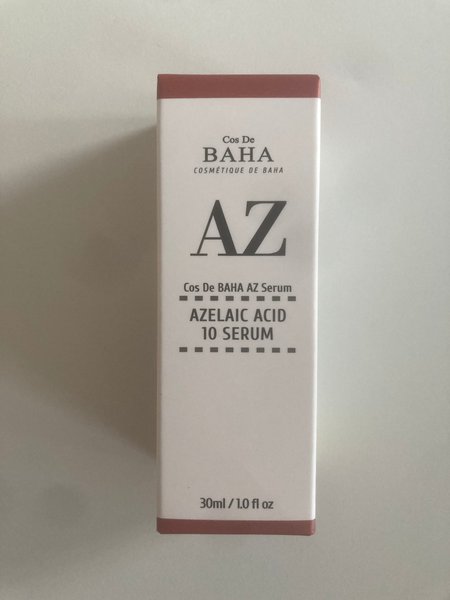 Cos De
BAHA
COSMÉTIQUE DE BAHA
AZ
Cos De BAHA AZ Serum
AZELAIC ACID
10 SERUM
30ml / 1.0 fl oz